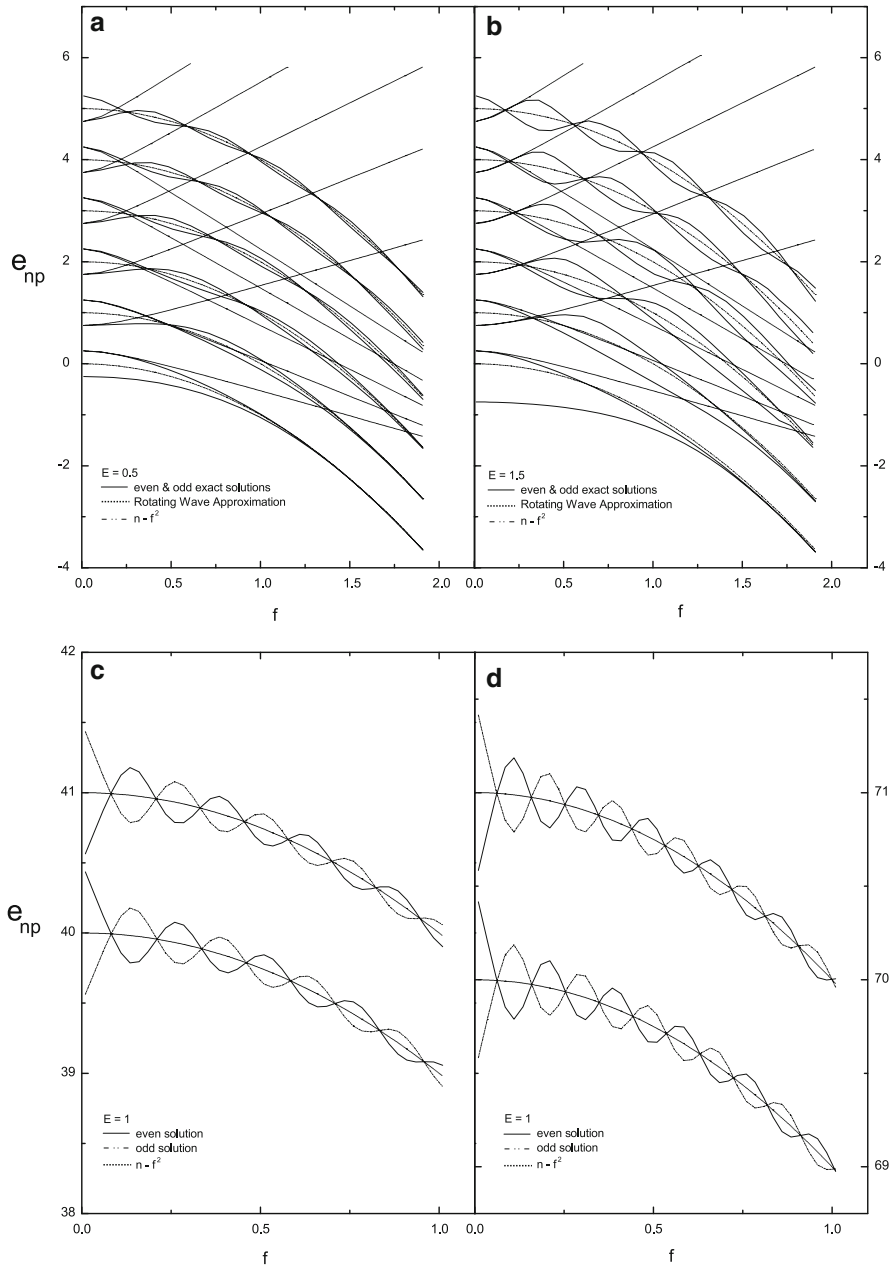 a
b
6
4
2
0
-2
-4
6
4
2
0
-2
-4
e_np
E = 0.5
even & odd exact solutions
Rotating Wave Approximation
n - f²
E = 1.5
even & odd exact solutions
Rotating Wave Approximation
n - f²
0.0 0.5 1.0 1.5 2.0
0.0 0.5 1.0 1.5 2.0
f
f
c
d
42
41
40
39
38
71
70
69
e_np
E = 1
even solution
odd solution
n - f²
E = 1
even solution
odd solution
n - f²
0.0 0.5 1.0
0.0 0.5 1.0
f
f